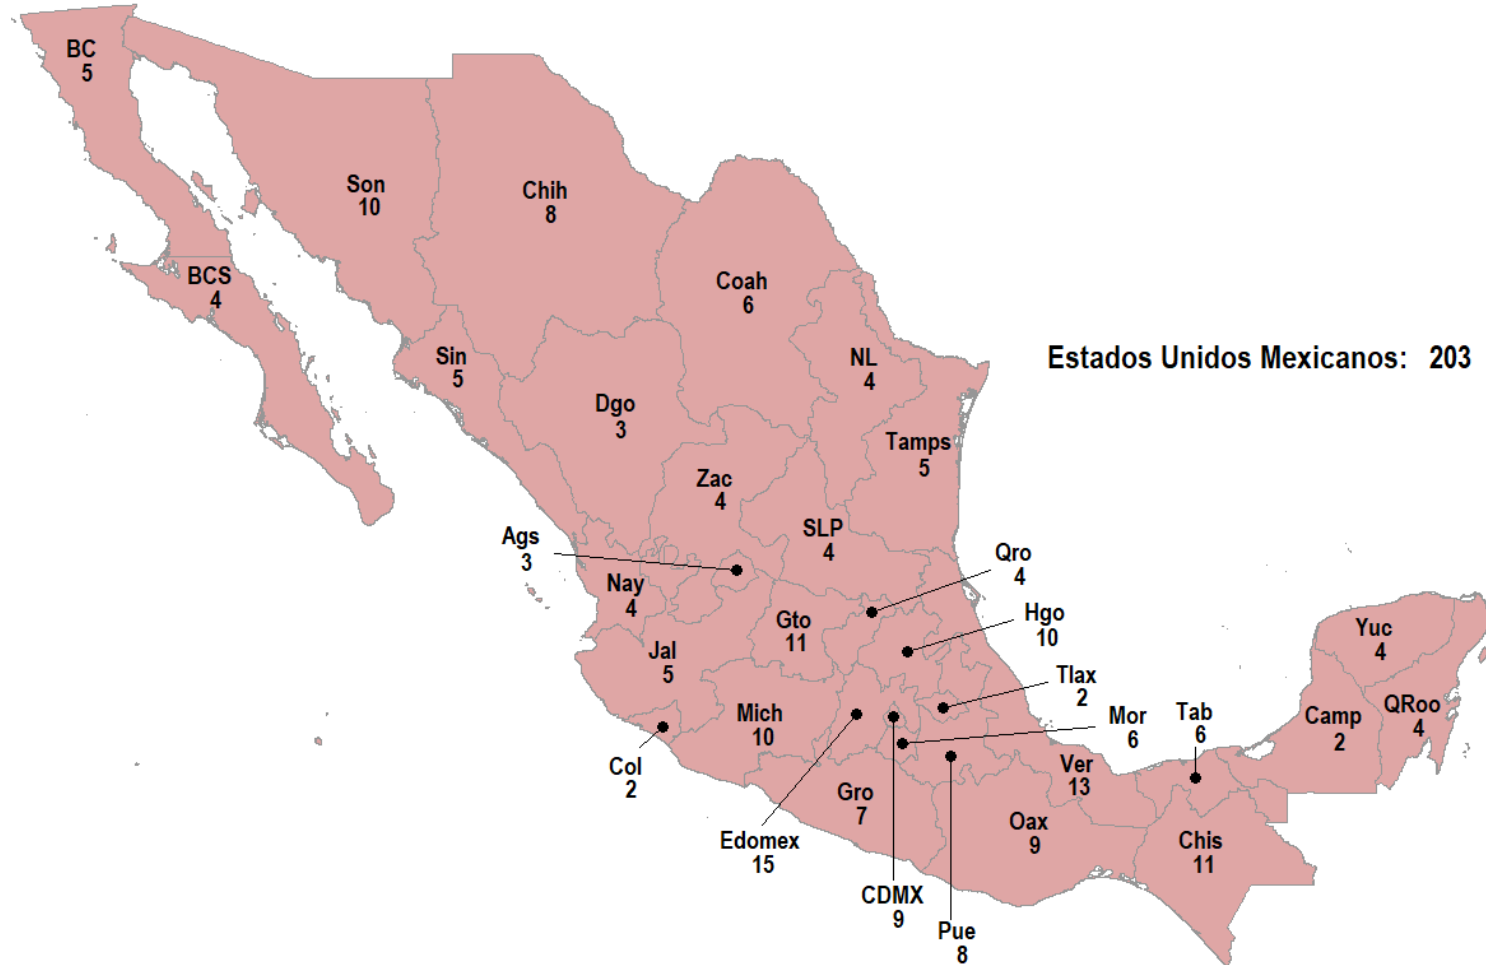 BC
5
Son
10
Chih
8
BCS
4
Coah
6
Sin
5
NL
4
Estados Unidos Mexicanos: 203
Dgo
3
Tamps
5
Zac
4
Ags
3
SLP
4
Qro
4
Nay
4
Gto
11
Hgo
10
Yuc
4
Jal
5
Tlax
2
Mich
10
Mor
6
Tab
6
Camp
2
QRoo
4
Col
2
Ver
13
Gro
7
Edomex
15
Oax
9
Chis
11
CDMX
9
Pue
8